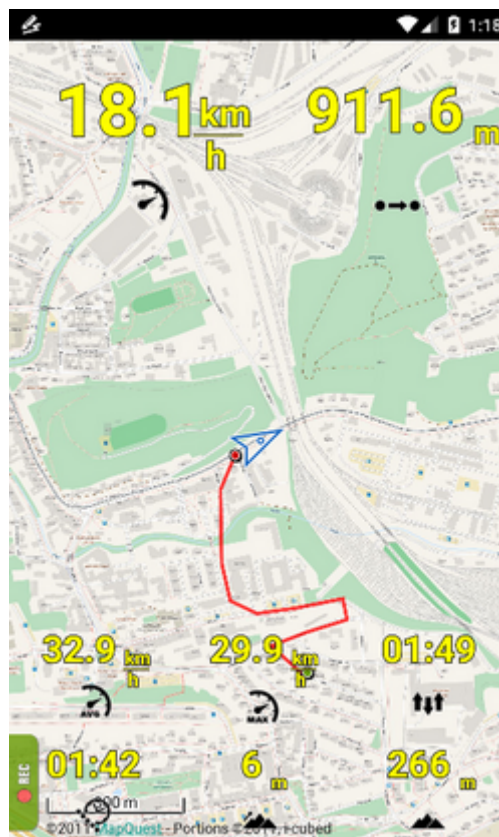 1:18
18.1 km/h
911.6 m
32.9 km/h
29.9 km/h
01:49
AVG
MAX
REC
01:42
6 m
266 m
©2011 MapQuest - Portions ©2011, i-cubed